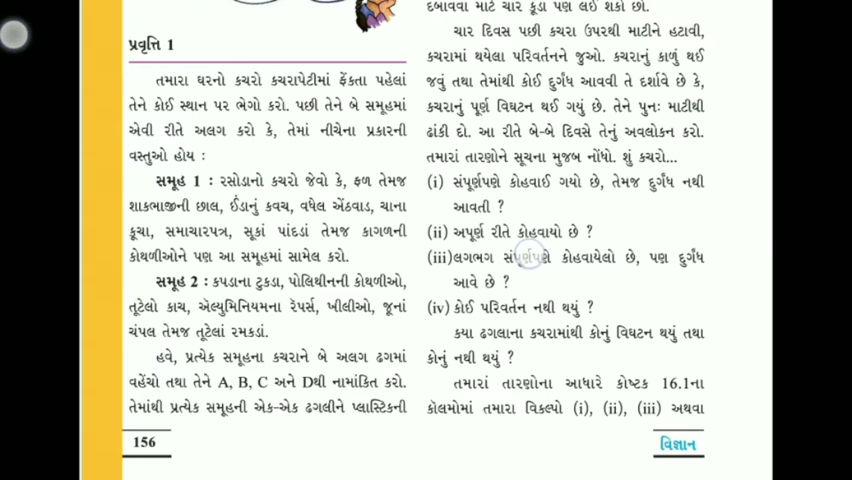 પ્રવૃત્તિ 1
તમારા ઘરનો કચરો કચરાપેટીમાં ફેંકતા પહેલાં
તેને કોઈ સ્થાન પર ભેગો કરો. પછી તેને બે સમૂહમાં
એવી રીતે અલગ કરો કે, તેમાં નીચેના પ્રકારની
વસ્તુઓ હોય :
સમૂહ 1 : રસોડાનો કચરો જેવો કે, ફળ તેમજ
શાકભાજીની છાલ, ઈંડાનું કવચ, વધેલ એંઠવાડ, ચાના
કૂચા, સમાચારપત્ર, સૂકાં પાંદડાં તેમજ કાગળની
કોથળીઓને પણ આ સમૂહમાં સામેલ કરો.
સમૂહ 2 : કપડાના ટુકડા, પોલિથીનની કોથળીઓ,
તૂટેલો કાચ, ઍલ્યુમિનિયમના રૅપર્સ, ખીલીઓ, જૂનાં
ચંપલ તેમજ તૂટેલાં રમકડાં.
હવે, પ્રત્યેક સમૂહના કચરાને બે અલગ ઢગમાં
વહેંચો તથા તેને A, B, C અને Dથી નામાંકિત કરો.
તેમાંથી પ્રત્યેક સમૂહની એક-એક ઢગલીને પ્લાસ્ટિકની
156
દબાવવા માટે ચાર કૂંડા પણ લઈ શકો છો.
ચાર દિવસ પછી કચરા ઉપરથી માટીને હટાવી,
કચરામાં થયેલા પરિવર્તનને જુઓ. કચરાનું કાળું થઈ
જવું તથા તેમાંથી કોઈ દુર્ગંધ આવવી તે દર્શાવે છે કે,
કચરાનું પૂર્ણ વિઘટન થઈ ગયું છે. તેને પુનઃ માટીથી
ઢાંકી દો. આ રીતે બે-બે દિવસે તેનું અવલોકન કરો.
તમારાં તારણોને સૂચના મુજબ નોંધો. શું કચરો...
(i) સંપૂર્ણપણે કોહવાઈ ગયો છે, તેમજ દુર્ગંધ નથી
આવતી ?
(ii) અપૂર્ણ રીતે કોહવાયો છે ?
(iii) લગભગ સંપૂર્ણપણે કોહવાયેલો છે, પણ દુર્ગંધ
આવે છે ?
(iv) કોઈ પરિવર્તન નથી થયું ?
ક્યા ઢગલાના કચરામાંથી કોનું વિઘટન થયું તથા
કોનું નથી થયું ?
તમારાં તારણોના આધારે કોષ્ટક 16.1ના
કૉલમોમાં તમારા વિકલ્પો (i), (ii), (iii) અથવા
વિજ્ઞાન